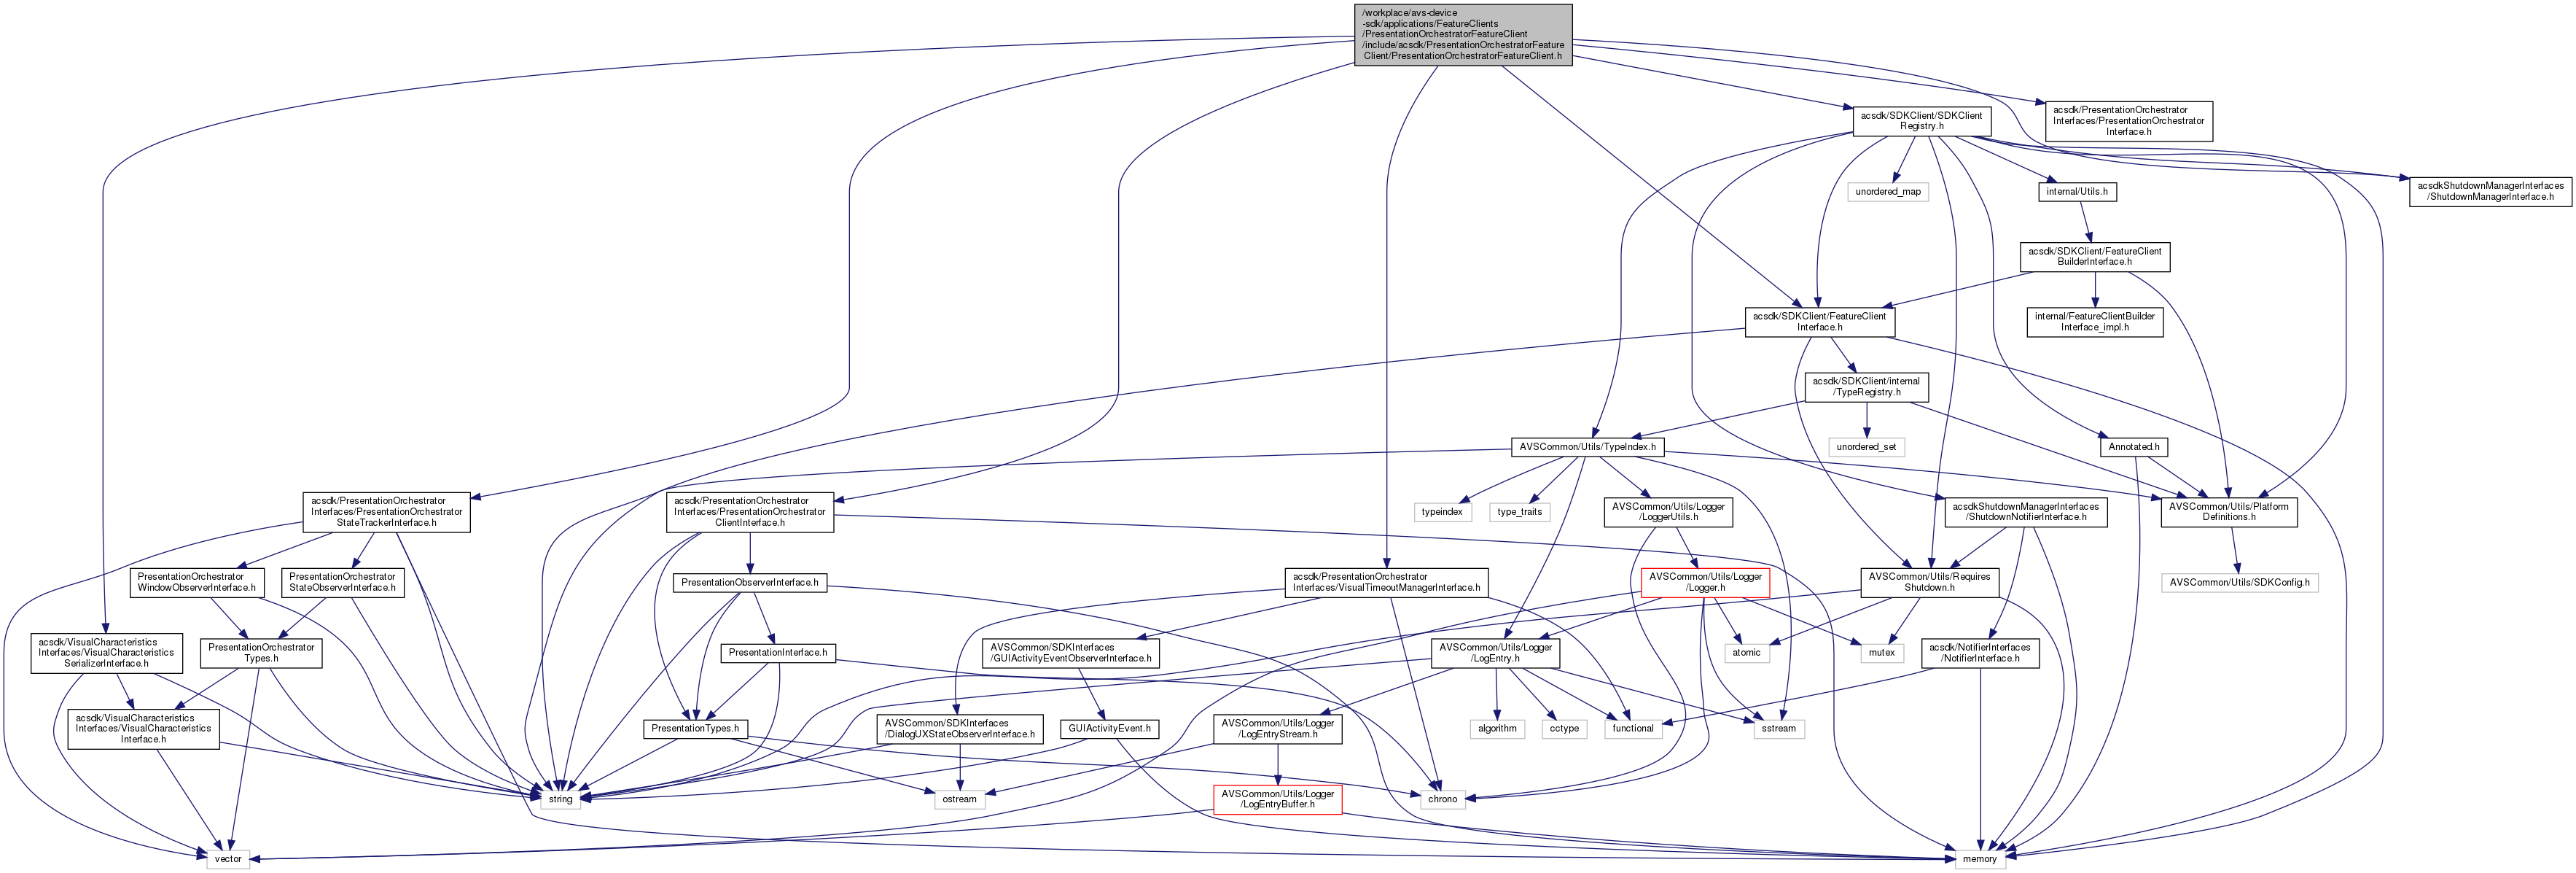 /workplace/avs-device
-sdk/applications/FeatureClients
/PresentationOrchestratorFeatureClient
/include/acsdk/PresentationOrchestratorFeature
Client/PresentationOrchestratorFeatureClient.h
acsdk/SDKClient/SDKClient
Registry.h
acsdk/PresentationOrchestrator
Interfaces/PresentationOrchestrator
Interface.h
unordered_map
internal/Utils.h
acsdkShutdownManagerInterfaces
/ShutdownManagerInterface.h
acsdk/SDKClient/FeatureClient
BuilderInterface.h
acsdk/SDKClient/FeatureClient
Interface.h
internal/FeatureClientBuilder
Interface_impl.h
acsdk/SDKClient/internal
/TypeRegistry.h
AVSCommon/Utils/TypeIndex.h
unordered_set
Annotated.h
acsdk/PresentationOrchestrator
Interfaces/PresentationOrchestrator
StateTrackerInterface.h
acsdk/PresentationOrchestrator
Interfaces/PresentationOrchestrator
ClientInterface.h
typeindex
type_traits
AVSCommon/Utils/Logger
/LoggerUtils.h
acsdkShutdownManagerInterfaces
/ShutdownNotifierInterface.h
AVSCommon/Utils/Platform
Definitions.h
PresentationOrchestrator
WindowObserverInterface.h
PresentationOrchestrator
StateObserverInterface.h
PresentationObserverInterface.h
acsdk/PresentationOrchestrator
Interfaces/VisualTimeoutManagerInterface.h
AVSCommon/Utils/Logger
/Logger.h
AVSCommon/Utils/Requires
Shutdown.h
AVSCommon/Utils/SDKConfig.h
acsdk/VisualCharacteristics
Interfaces/VisualCharacteristics
SerializerInterface.h
PresentationOrchestrator
Types.h
PresentationInterface.h
AVSCommon/SDKInterfaces
/GUIActivityEventObserverInterface.h
AVSCommon/Utils/Logger
/LogEntry.h
atomic
mutex
acsdk/NotifierInterfaces
/NotifierInterface.h
acsdk/VisualCharacteristics
Interfaces/VisualCharacteristics
Interface.h
PresentationTypes.h
AVSCommon/SDKInterfaces
/DialogUXStateObserverInterface.h
GUIActivityEvent.h
AVSCommon/Utils/Logger
/LogEntryStream.h
algorithm
cctype
functional
sstream
string
ostream
AVSCommon/Utils/Logger
/LogEntryBuffer.h
chrono
vector
memory